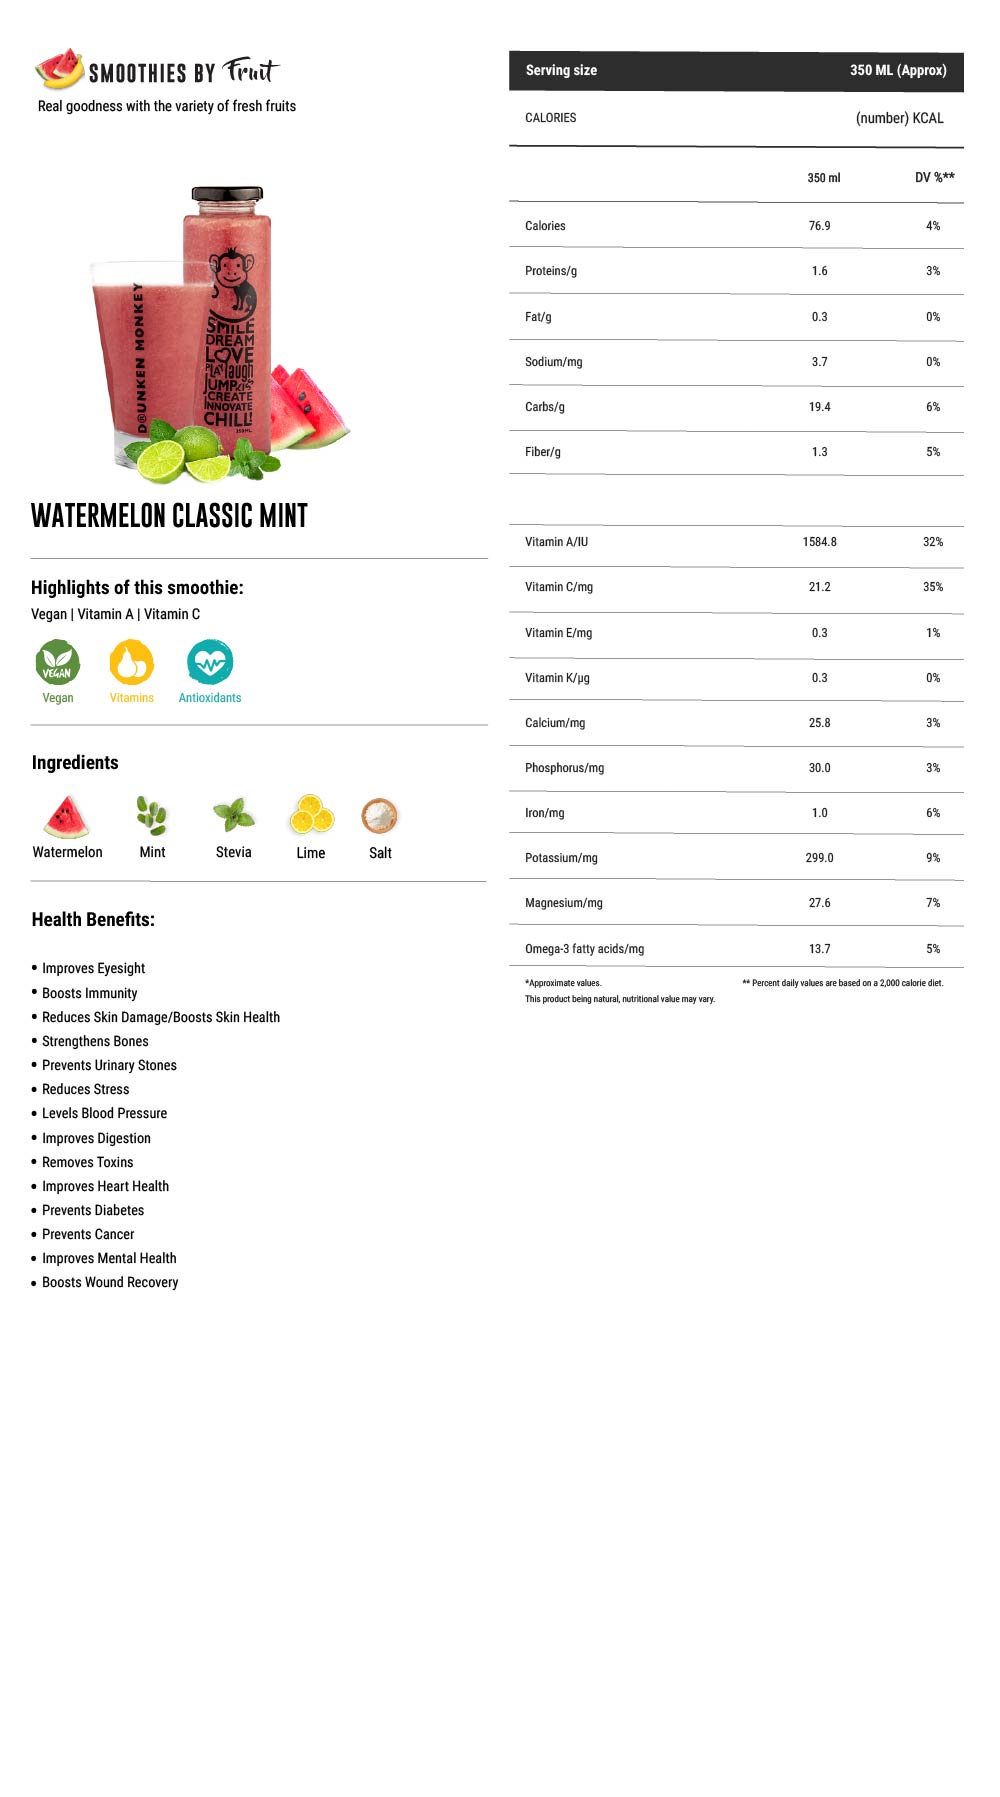 SMOOTHIES BY Fruit
Real goodness with the variety of fresh fruits
DRUNKEN MONKEY
SMILE
DREAM
LOVE
PLAY laugh
JUMP KISS
CREATE
INNOVATE
CHILL!
350ML
WATERMELON CLASSIC MINT
Highlights of this smoothie:
Vegan | Vitamin A | Vitamin C
VEGAN
Vegan Vitamins Antioxidants
Ingredients
Watermelon Mint Stevia Lime Salt
Health Benefits:
• Improves Eyesight
• Boosts Immunity
• Reduces Skin Damage/Boosts Skin Health
• Strengthens Bones
• Prevents Urinary Stones
• Reduces Stress
• Levels Blood Pressure
• Improves Digestion
• Removes Toxins
• Improves Heart Health
• Prevents Diabetes
• Prevents Cancer
• Improves Mental Health
• Boosts Wound Recovery
Serving size 350 ML (Approx)
CALORIES (number) KCAL
350 ml DV %**
Calories 76.9 4%
Proteins/g 1.6 3%
Fat/g 0.3 0%
Sodium/mg 3.7 0%
Carbs/g 19.4 6%
Fiber/g 1.3 5%
Vitamin A/IU 1584.8 32%
Vitamin C/mg 21.2 35%
Vitamin E/mg 0.3 1%
Vitamin K/µg 0.3 0%
Calcium/mg 25.8 3%
Phosphorus/mg 30.0 3%
Iron/mg 1.0 6%
Potassium/mg 299.0 9%
Magnesium/mg 27.6 7%
Omega-3 fatty acids/mg 13.7 5%
*Approximate values. ** Percent daily values are based on a 2,000 calorie diet.
This product being natural, nutritional value may vary.